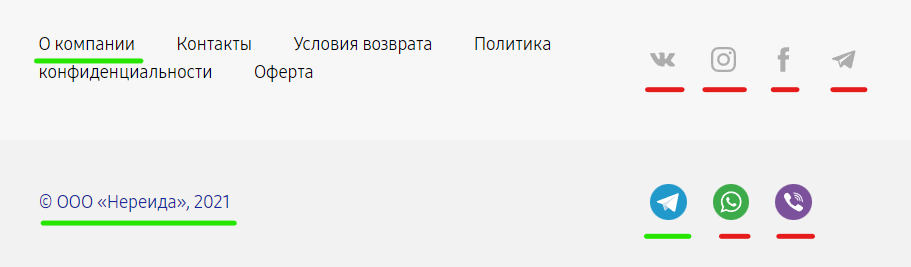 О компании Контакты Условия возврата Политика
конфиденциальности Оферта
© ООО «Нереида», 2021